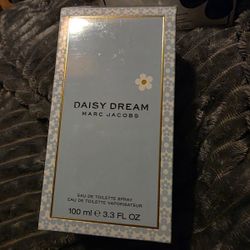 DAISY DREAM
MARC JACOBS
EAU DE TOILETTE SPRAY
EAU DE TOILETTE VAPORISATEUR
100 ml ℮ 3.3 FL OZ